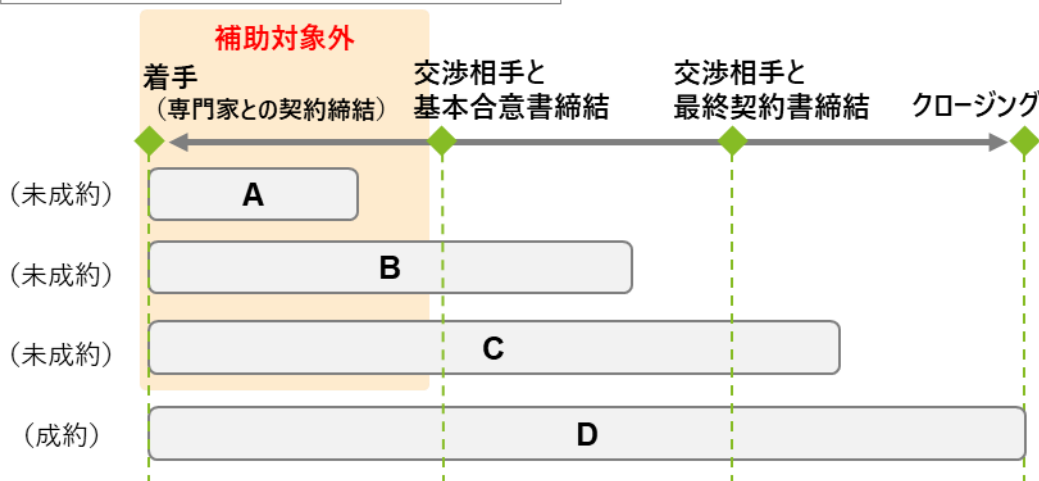 補助対象外
着手
（専門家との契約締結）
交渉相手と
基本合意書締結
交渉相手と
最終契約書締結
クロージング
（未成約）
A
（未成約）
B
（未成約）
C
（成約）
D